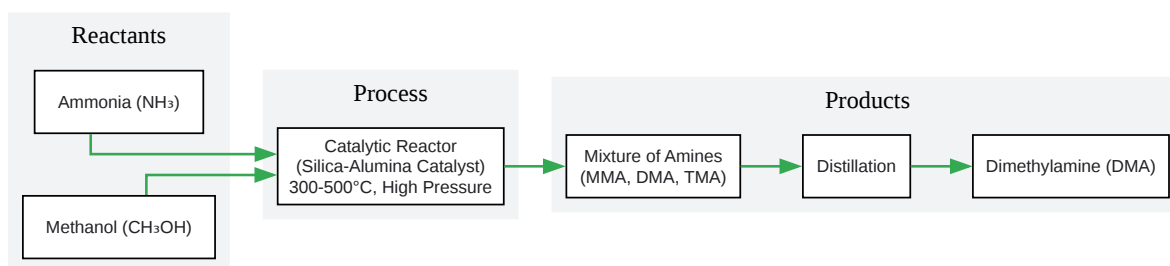 Reactants
Ammonia (NH₃)
Methanol (CH₃OH)
Process
Catalytic Reactor
(Silica-Alumina Catalyst)
300-500°C, High Pressure
Products
Mixture of Amines
(MMA, DMA, TMA)
Distillation
Dimethylamine (DMA)